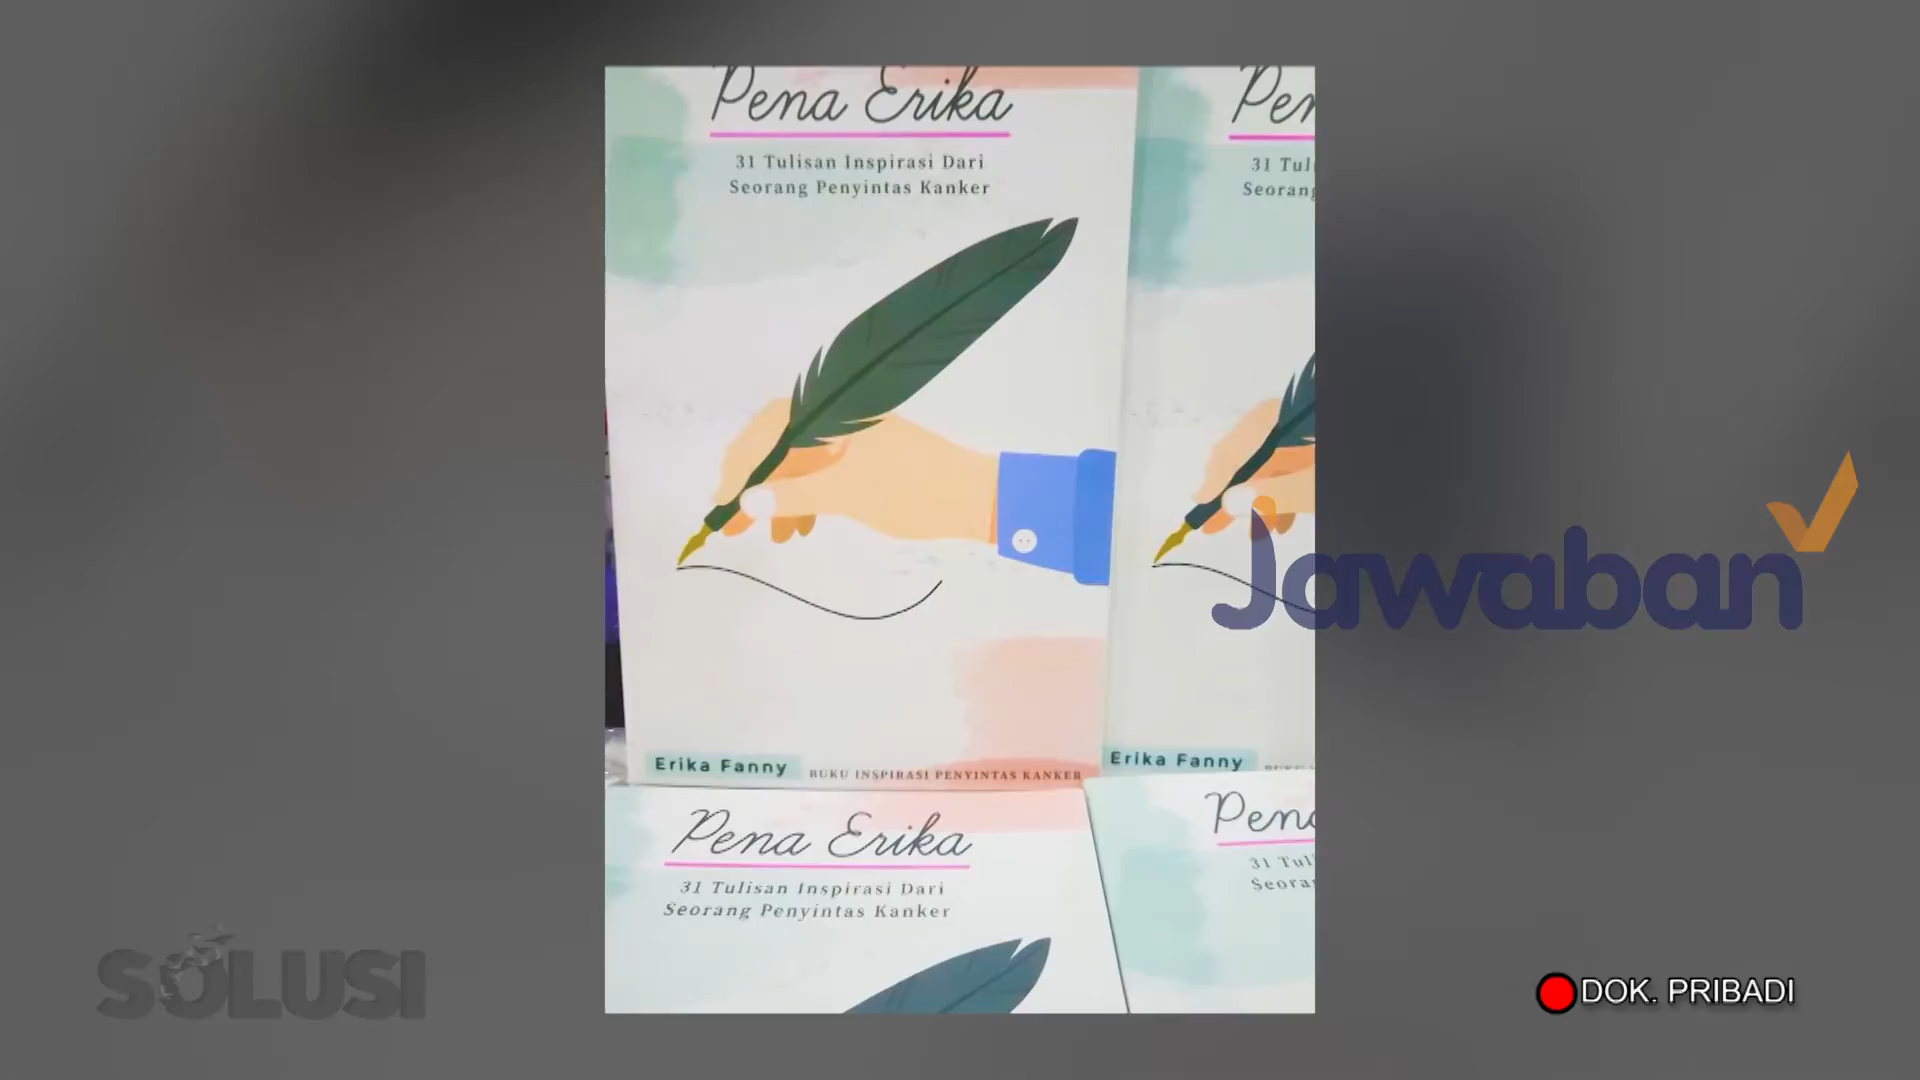 Pena Erika
31 Tulisan Inspirasi Dari
Seorang Penyintas Kanker
Erika Fanny
BUKU INSPIRASI PENYINTAS KANKER
Pen
31 Tul
Seorang
Erika Fanny
Pena Erika
31 Tulisan Inspirasi Dari
Seorang Penyintas Kanker
Pena
31 Tul
Seora
Jawaban
SOLUSI
DOK. PRIBADI